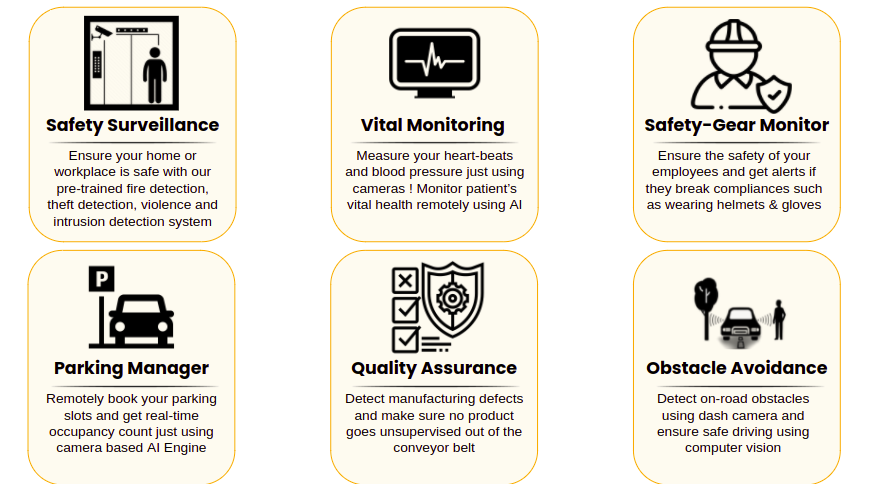 Safety Surveillance
Ensure your home or
workplace is safe with our
pre-trained fire detection,
theft detection, violence and
intrusion detection system
Vital Monitoring
Measure your heart-beats
and blood pressure just using
cameras ! Monitor patient's
vital health remotely using AI
Safety-Gear Monitor
Ensure the safety of your
employees and get alerts if
they break compliances such
as wearing helmets & gloves
P
Parking Manager
Remotely book your parking
slots and get real-time
occupancy count just using
camera based AI Engine
Quality Assurance
Detect manufacturing defects
and make sure no product
goes unsupervised out of the
conveyor belt
Obstacle Avoidance
Detect on-road obstacles
using dash camera and
ensure safe driving using
computer vision